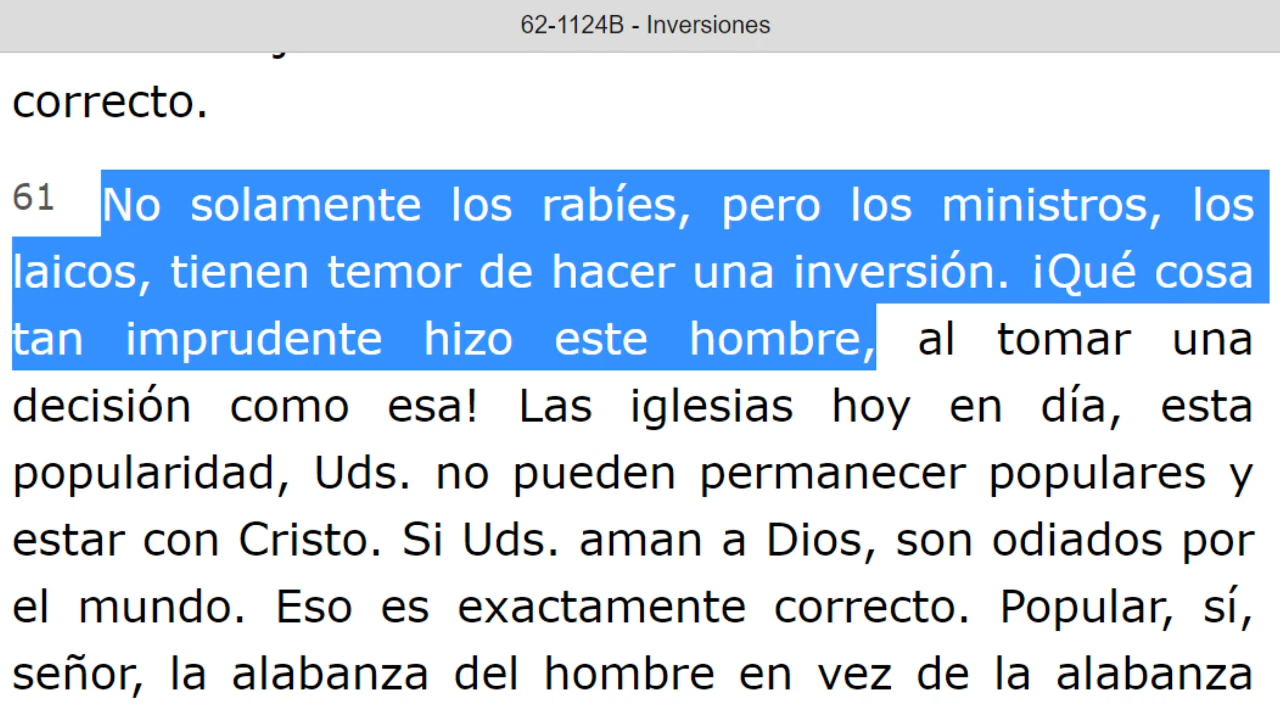 62-1124B - Inversiones
correcto.
61 No solamente los rabíes, pero los ministros, los
laicos, tienen temor de hacer una inversión. ¡Qué cosa
tan imprudente hizo este hombre, al tomar una
decisión como esa! Las iglesias hoy en día, esta
popularidad, Uds. no pueden permanecer populares y
estar con Cristo. Si Uds. aman a Dios, son odiados por
el mundo. Eso es exactamente correcto. Popular, sí,
señor, la alabanza del hombre en vez de la alabanza